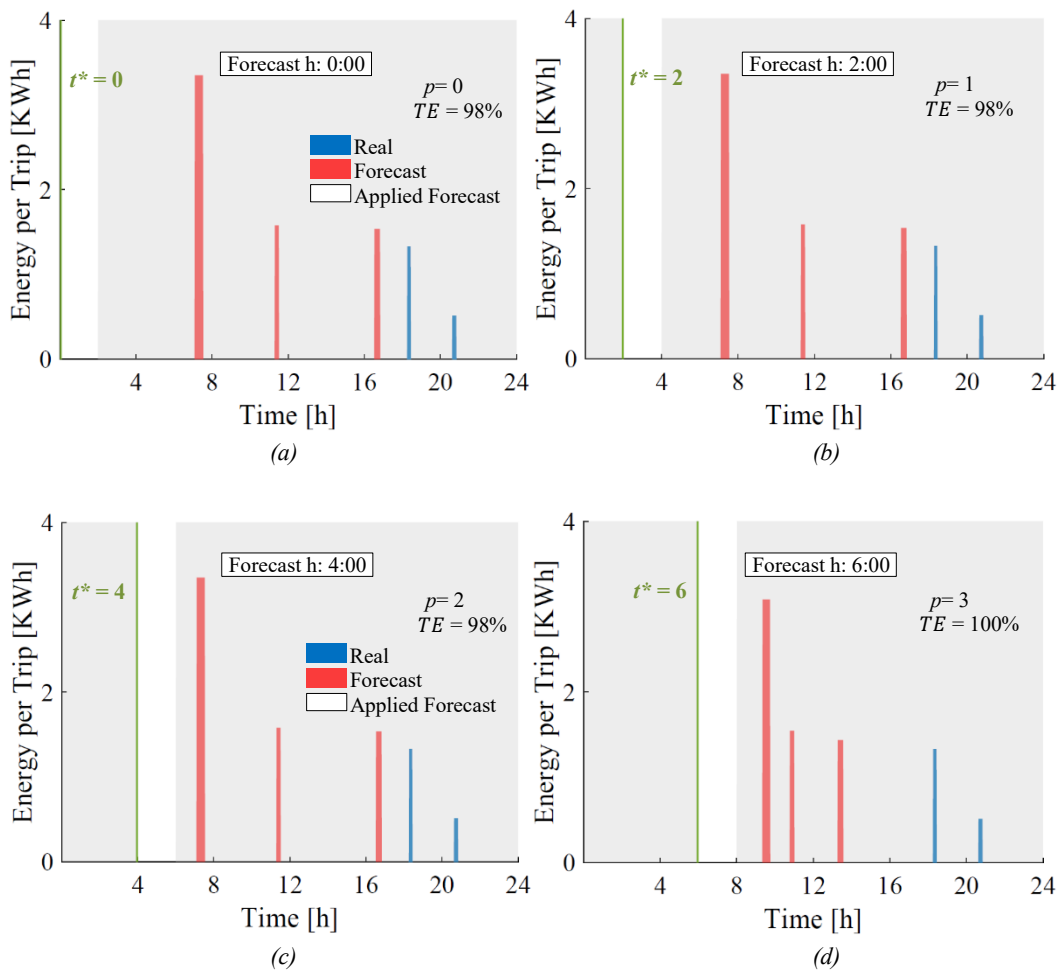 4
Forecast h: 0:00
t* = 0
p= 0
TE = 98%
Real
Forecast
Applied Forecast
2
0
Energy per Trip [KWh]
4 8 12 16 20 24
Time [h]
(a)
4
Forecast h: 2:00
t* = 2
p= 1
TE = 98%
2
0
Energy per Trip [KWh]
4 8 12 16 20 24
Time [h]
(b)
4
Forecast h: 4:00
t* = 4
p= 2
TE = 98%
Real
Forecast
Applied Forecast
2
0
Energy per Trip [KWh]
4 8 12 16 20 24
Time [h]
(c)
4
Forecast h: 6:00
t* = 6
p= 3
TE = 100%
2
0
Energy per Trip [KWh]
4 8 12 16 20 24
Time [h]
(d)